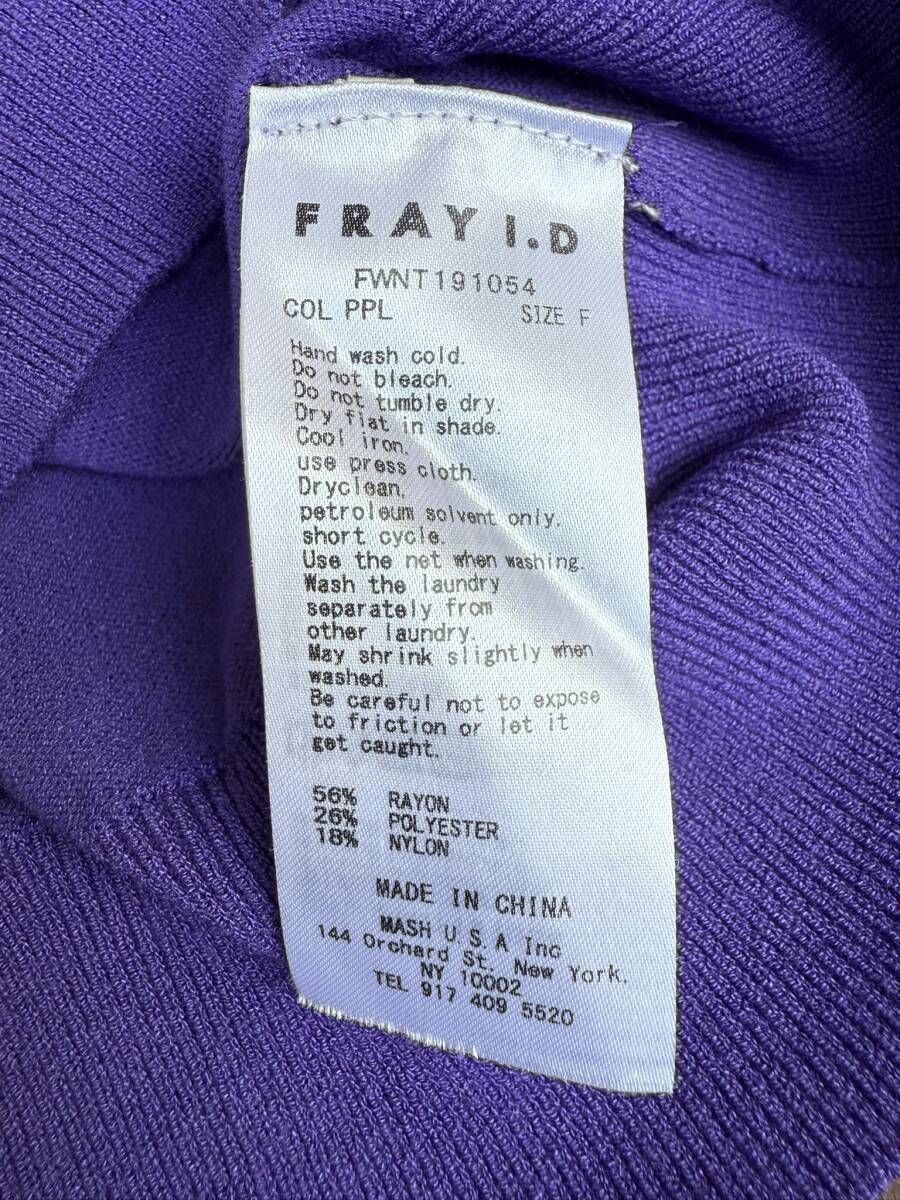 FRAY I.D
FWNT191054
COL PPL SIZE F
Hand wash cold.
Do not bleach.
Do not tumble dry.
Dry flat in shade.
Cool iron.
use press cloth.
Dryclean.
petroleum solvent only.
short cycle.
Use the net when washing.
Wash the laundry
separately from
other laundry.
May shrink slightly when
washed.
Be careful not to expose
to friction or let it
get caught.
56% RAYON
26% POLYESTER
18% NYLON
MADE IN CHINA
MASH U.S.A Inc
144 Orchard St. New York.
NY 10002
TEL 917 409 5520